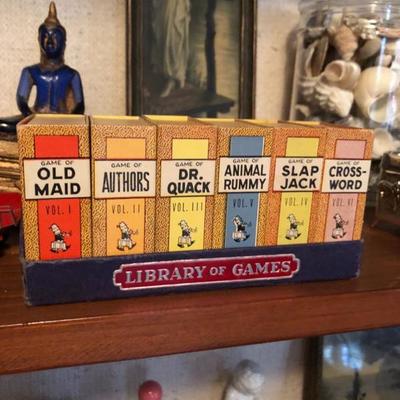 GAME OF
OLD
MAID
VOL. I
GAME OF
AUTHORS
VOL. II
GAME OF
DR.
QUACK
VOL. III
GAME OF
ANIMAL
RUMMY
VOL. V
GAME OF
SLAP
JACK
VOL. IV
GAME OF
CROSS-
WORD
VOL. VI
LIBRARY OF GAMES